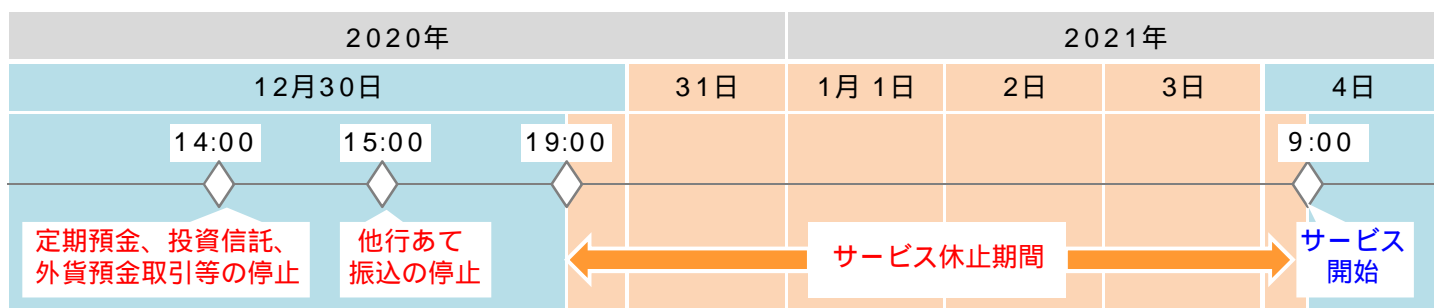 2020年
2021年
12月30日
31日
1月 1日
2日
3日
4日
14:00
15:00
19:00
9:00
定期預金、投資信託、
外貨預金取引等の停止
他行あて
振込の停止
サービス休止期間
サービス
開始